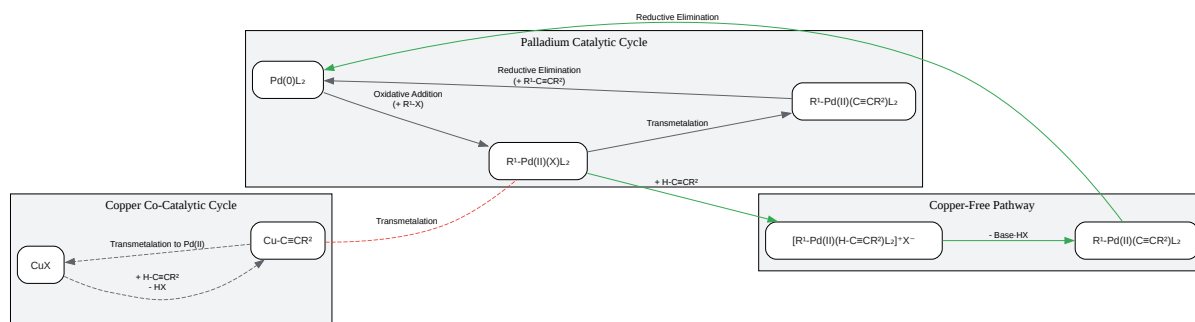 Reductive Elimination
Palladium Catalytic Cycle
Pd(0)L₂
Reductive Elimination
(+ R¹-C≡CR²)
Oxidative Addition
(+ R¹-X)
R¹-Pd(II)(C≡CR²)L₂
Transmetalation
R¹-Pd(II)(X)L₂
+ H-C≡CR²
Copper Co-Catalytic Cycle
Transmetalation
Cu-C≡CR²
Transmetalation to Pd(II)
CuX
+ H-C≡CR²
- HX
Copper-Free Pathway
[R¹-Pd(II)(H-C≡CR²)L₂]⁺X⁻
- Base·HX
R¹-Pd(II)(C≡CR²)L₂